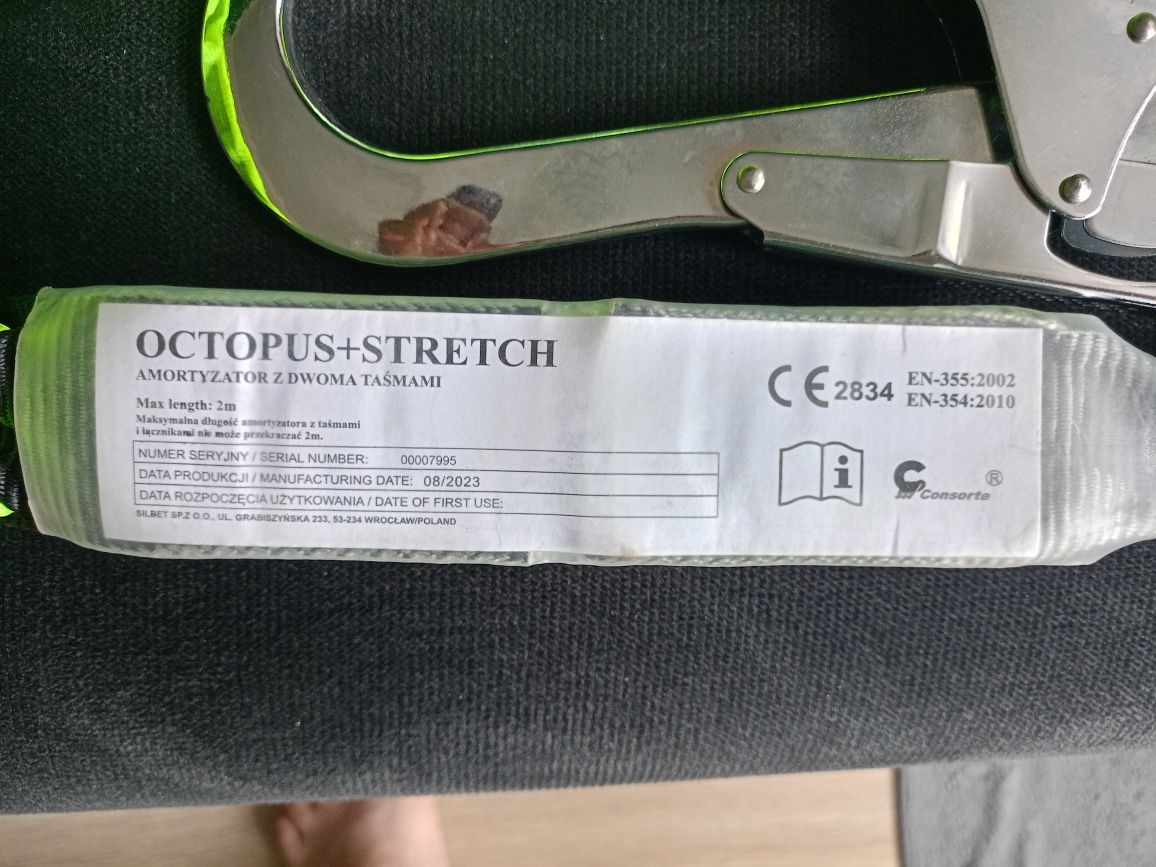 OCTOPUS+STRETCH
AMORTYZATOR Z DWOMA TAŚMAMI
Max length: 2m
Maksymalna długość amortyzatora z taśmami
i łącznikami nie może przekraczać 2m.
NUMER SERYJNY / SERIAL NUMBER: 00007995
DATA PRODUKCJI / MANUFACTURING DATE: 08/2023
DATA ROZPOCZĘCIA UŻYTKOWANIA / DATE OF FIRST USE:
SILBET SP.Z O.O., UL. GRABISZYŃSKA 233, 53-234 WROCŁAW/POLAND
CE 2834
EN-355:2002
EN-354:2010
i
Consorte ®